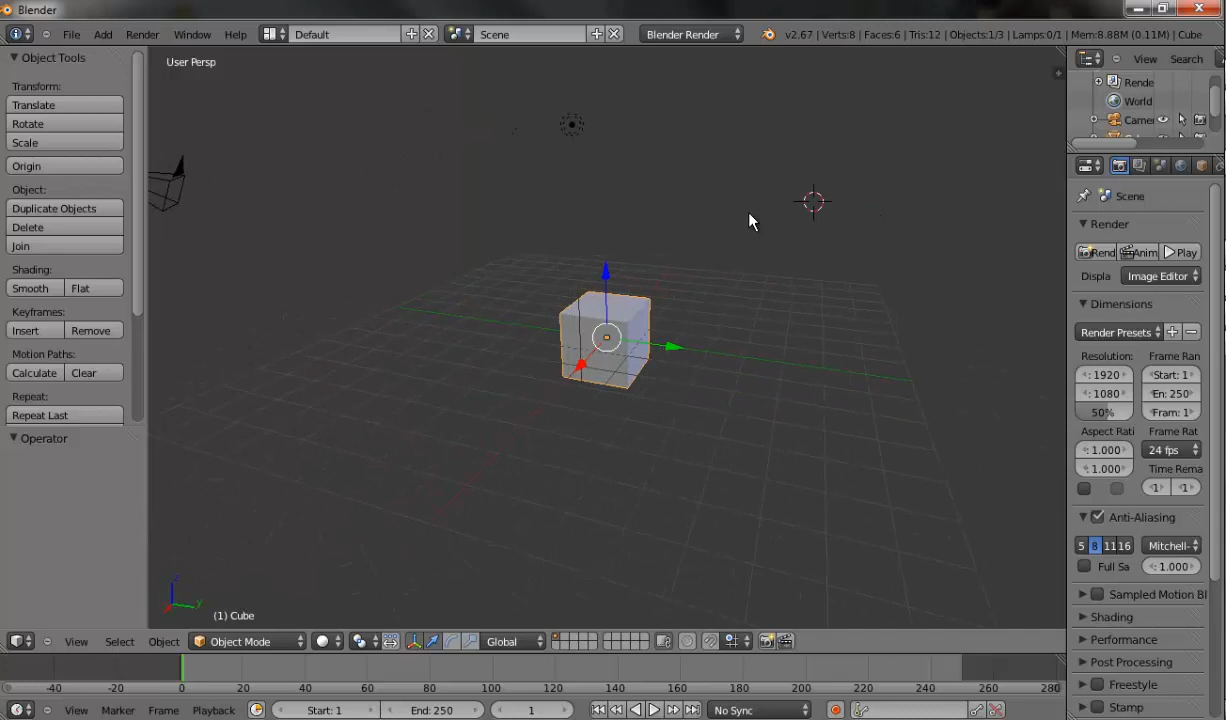 Blender
File Add Render Window Help Default Scene Blender Render v2.67 | Verts:8 | Faces:6 | Tris:12 | Objects:1/3 | Lamps:0/1 | Mem:8.88M (0.11M) | Cube
Object Tools
Transform:
Translate
Rotate
Scale
Origin
Object:
Duplicate Objects
Delete
Join
Shading:
Smooth Flat
Keyframes:
Insert Remove
Motion Paths:
Calculate Clear
Repeat:
Repeat Last
Operator
User Persp
z
y
(1) Cube
View Select Object Object Mode Global
View Search
Rende
World
Camer
Scene
Render
Rend Anim Play
Displa Image Editor
Dimensions
Render Presets
Resolution: Frame Ran
: 1920 Start: 1
: 1080 En: 250
50% Fram: 1
Aspect Rati Frame Rat
: 1.000 24 fps
: 1.000 Time Rema
1 1
Anti-Aliasing
5 8 11 16 Mitchell-
Full Sa : 1.000
Sampled Motion Bl
Shading
Performance
Post Processing
Freestyle
Stamp
-40 -20 0 20 40 60 80 100 120 140 160 180 200 220 240 260 280
View Marker Frame Playback Start: 1 End: 250 1 No Sync